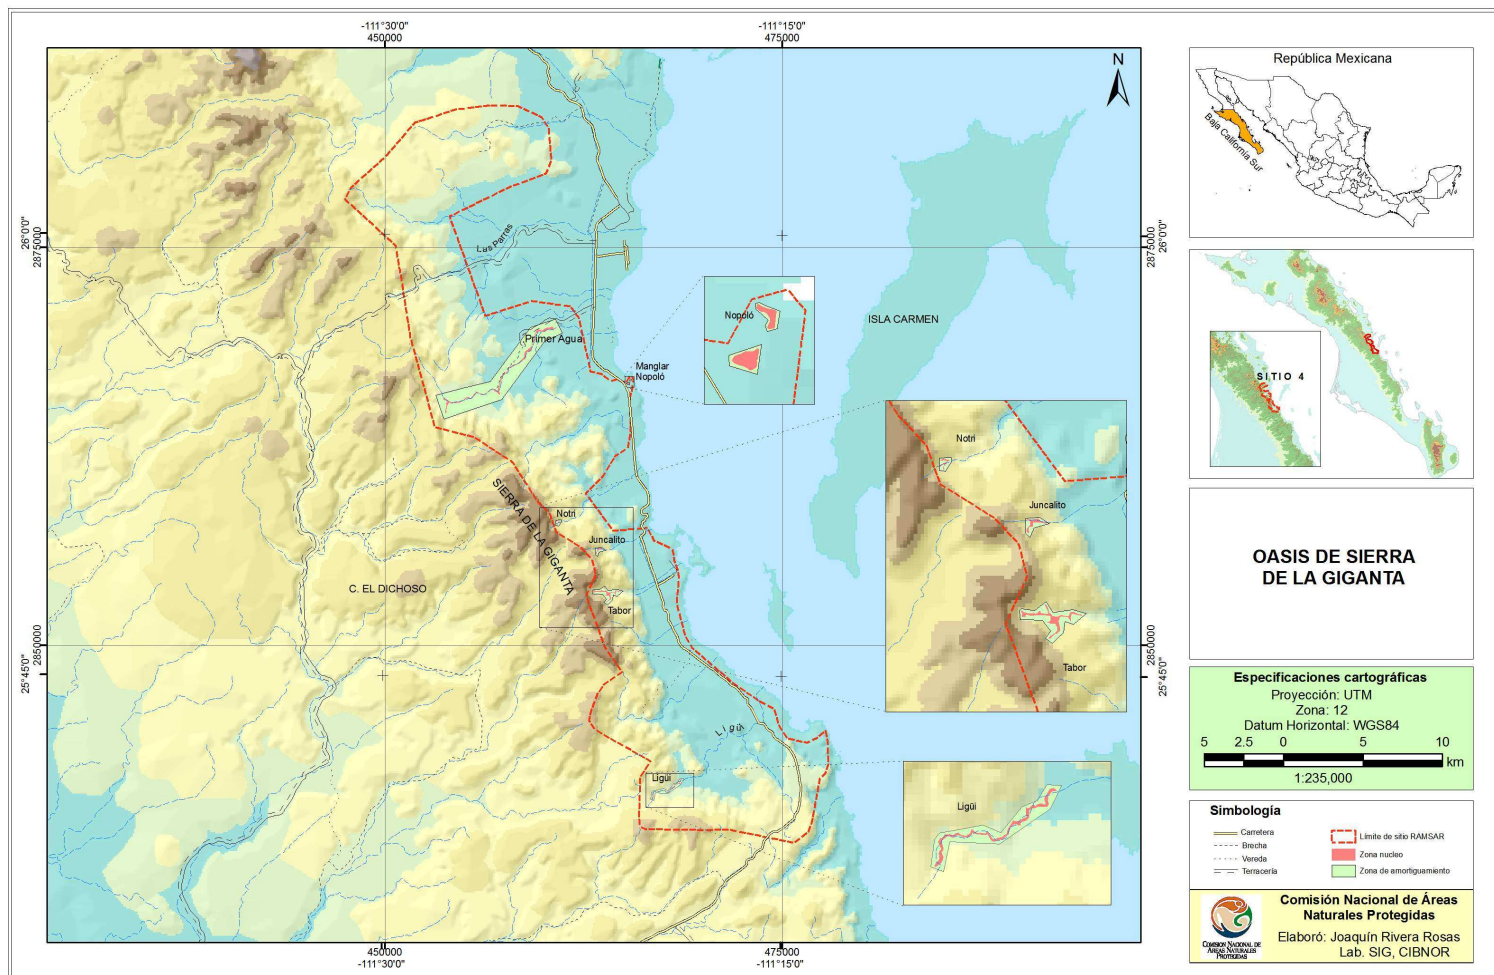 -111°30'0"
450000
-111°15'0"
475000
N
26°0'0"
2875000
2875000
26°0'0"
Las Parras
ISLA CARMEN
Nopoló
Primer Agua
Manglar
Nopoló
SIERRA DE LA GIGANTA
Notri
Juncalito
Tabor
C. EL DICHOSO
Notri
Juncalito
Tabor
2850000
25°45'0"
2850000
25°45'0"
Ligüi
Ligüi
Ligüi
450000
-111°30'0"
475000
-111°15'0"
República Mexicana
Baja California Sur
SITIO 4
OASIS DE SIERRA
DE LA GIGANTA
Especificaciones cartográficas
Proyección: UTM
Zona: 12
Datum Horizontal: WGS84
5 2.5 0 5 10
km
1:235,000
Simbología
Carretera
Brecha
Vereda
Terracería
Límite de sitio RAMSAR
Zona nucleo
Zona de amortiguamiento
COMISIÓN NACIONAL DE
ÁREAS NATURALES
PROTEGIDAS
Comisión Nacional de Áreas
Naturales Protegidas
Elaboró: Joaquín Rivera Rosas
Lab. SIG, CIBNOR